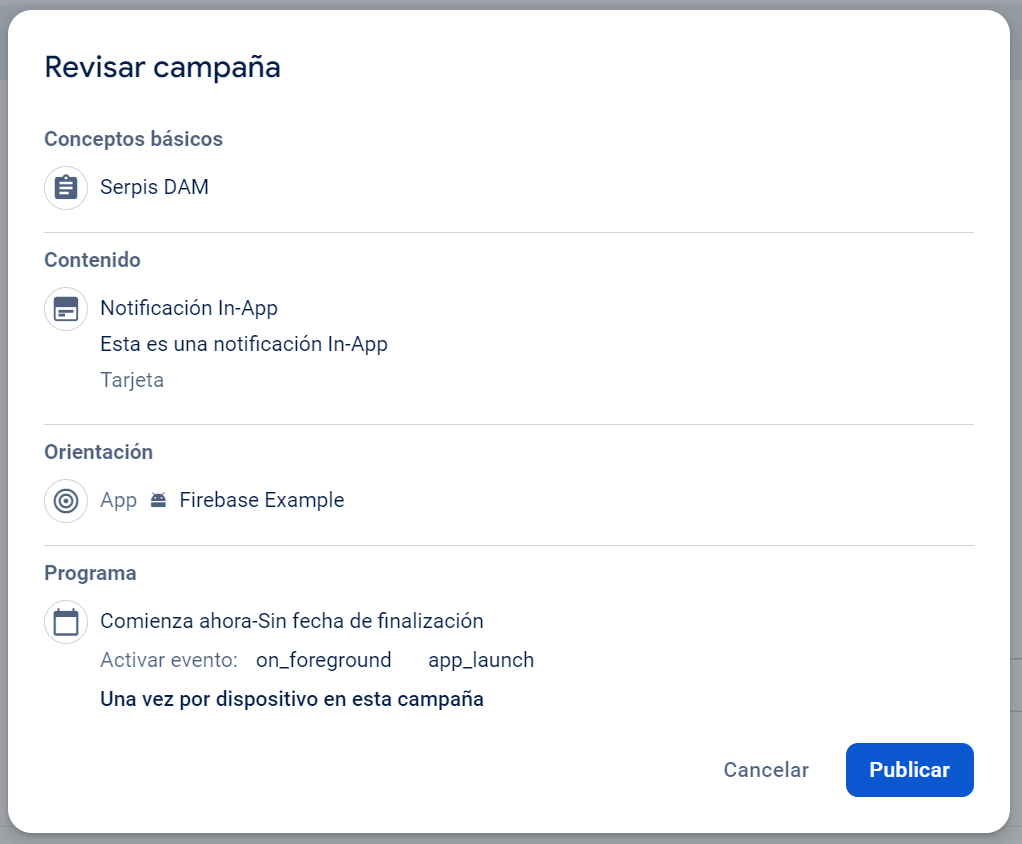 Revisar campaña
Conceptos básicos
Serpis DAM
Contenido
Notificación In-App
Esta es una notificación In-App
Tarjeta
Orientación
App Firebase Example
Programa
Comienza ahora-Sin fecha de finalización
Activar evento: on_foreground app_launch
Una vez por dispositivo en esta campaña
Cancelar Publicar